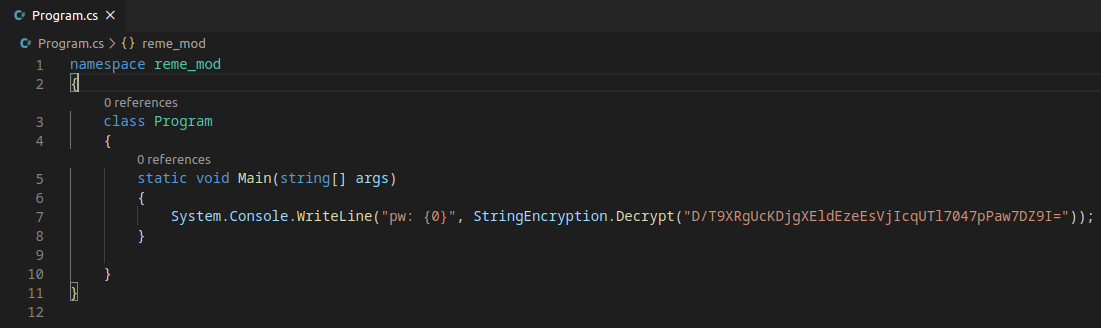 Program.cs
Program.cs > {} reme_mod
1 namespace reme_mod
2 {
0 references
3 class Program
4 {
0 references
5 static void Main(string[] args)
6 {
7 System.Console.WriteLine("pw: {0}", StringEncryption.Decrypt("D/T9XRgUcKDjgXEldEzeEsVjIcqUTl7047pPaw7DZ9I="));
8 }
9
10 }
11 }
12